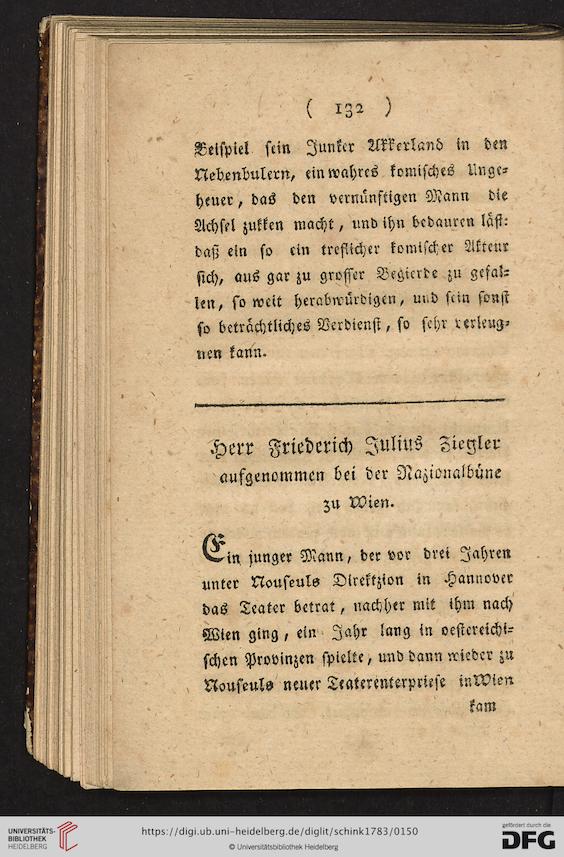 ( 132 )
Beispiel sein Junker Akkerland in den
Nebenbulern, ein wahres komisches Unge-
heuer, das den vernünftigen Mann die
Achsel zukken macht, und ihn bedauren läst:
daß ein so ein treflicher komischer Akteur
sich, aus gar zu grosser Begierde zu gefal-
len, so weit herabwürdigen, und sein sonst
so beträchtliches Verdienst, so sehr verleug-
nen kann.
Herr Friederich Julius Ziegler
aufgenommen bei der Nazionalbüne
zu Wien.
Ein junger Mann, der vor drei Jahren
unter Nouseuls Direktzion in Hannover
das Teater betrat, nachher mit ihm nach
Wien ging, ein Jahr lang in oestereichi-
schen Provinzen spielte, und dann wieder zu
Nouseuls neuer Teaterenterpriese in Wien
kam
UNIVERSITÄTS-
BIBLIOTHEK
HEIDELBERG
https://digi.ub.uni-heidelberg.de/diglit/schink1783/0150
© Universitätsbibliothek Heidelberg
gefördert durch die
DFG